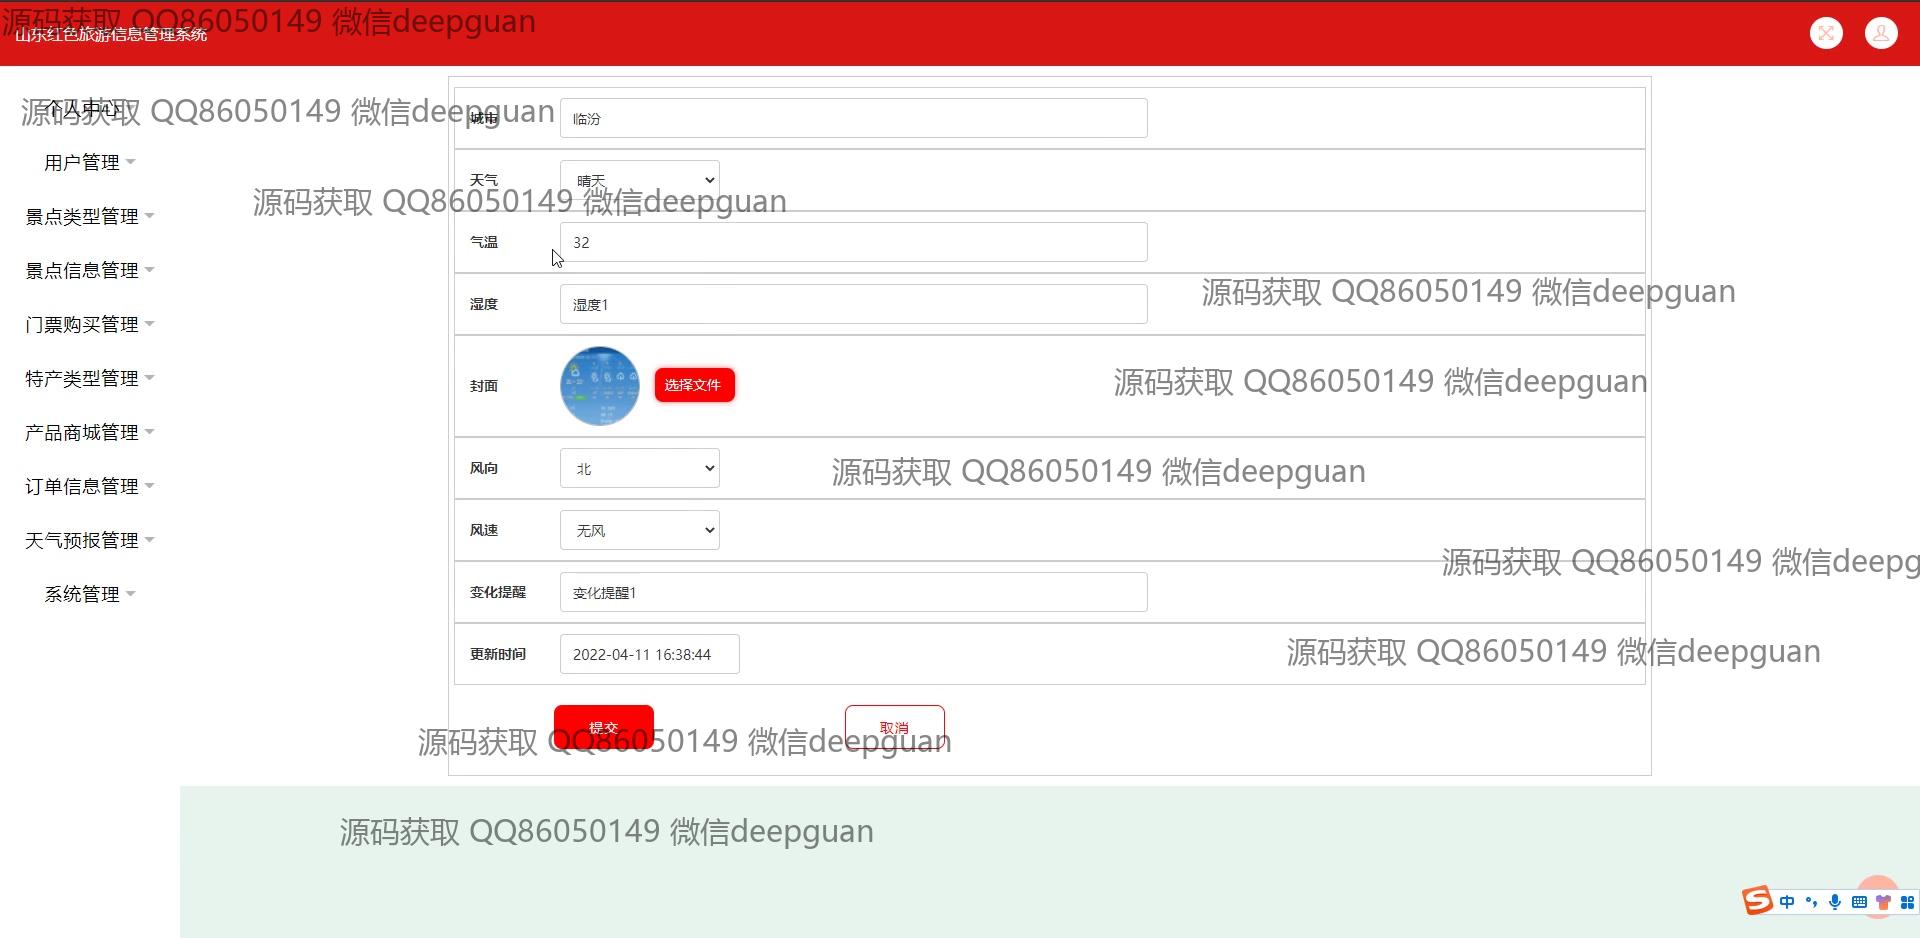 源码获取 QQ86050149 微信deepguan
山东红色旅游信息管理系统
个人中心
源码获取 QQ86050149 微信deepguan
城市
临汾
用户管理
天气
晴天
源码获取 QQ86050149 微信deepguan
景点类型管理
气温
32
景点信息管理
源码获取 QQ86050149 微信deepguan
湿度
湿度1
门票购买管理
特产类型管理
封面
选择文件
源码获取 QQ86050149 微信deepguan
产品商城管理
风向
北
源码获取 QQ86050149 微信deepguan
订单信息管理
风速
无风
天气预报管理
源码获取 QQ86050149 微信deepg
系统管理
变化提醒
变化提醒1
更新时间
2022-04-11 16:38:44
源码获取 QQ86050149 微信deepguan
提交
取消
源码获取 QQ86050149 微信deepguan
源码获取 QQ86050149 微信deepguan
中